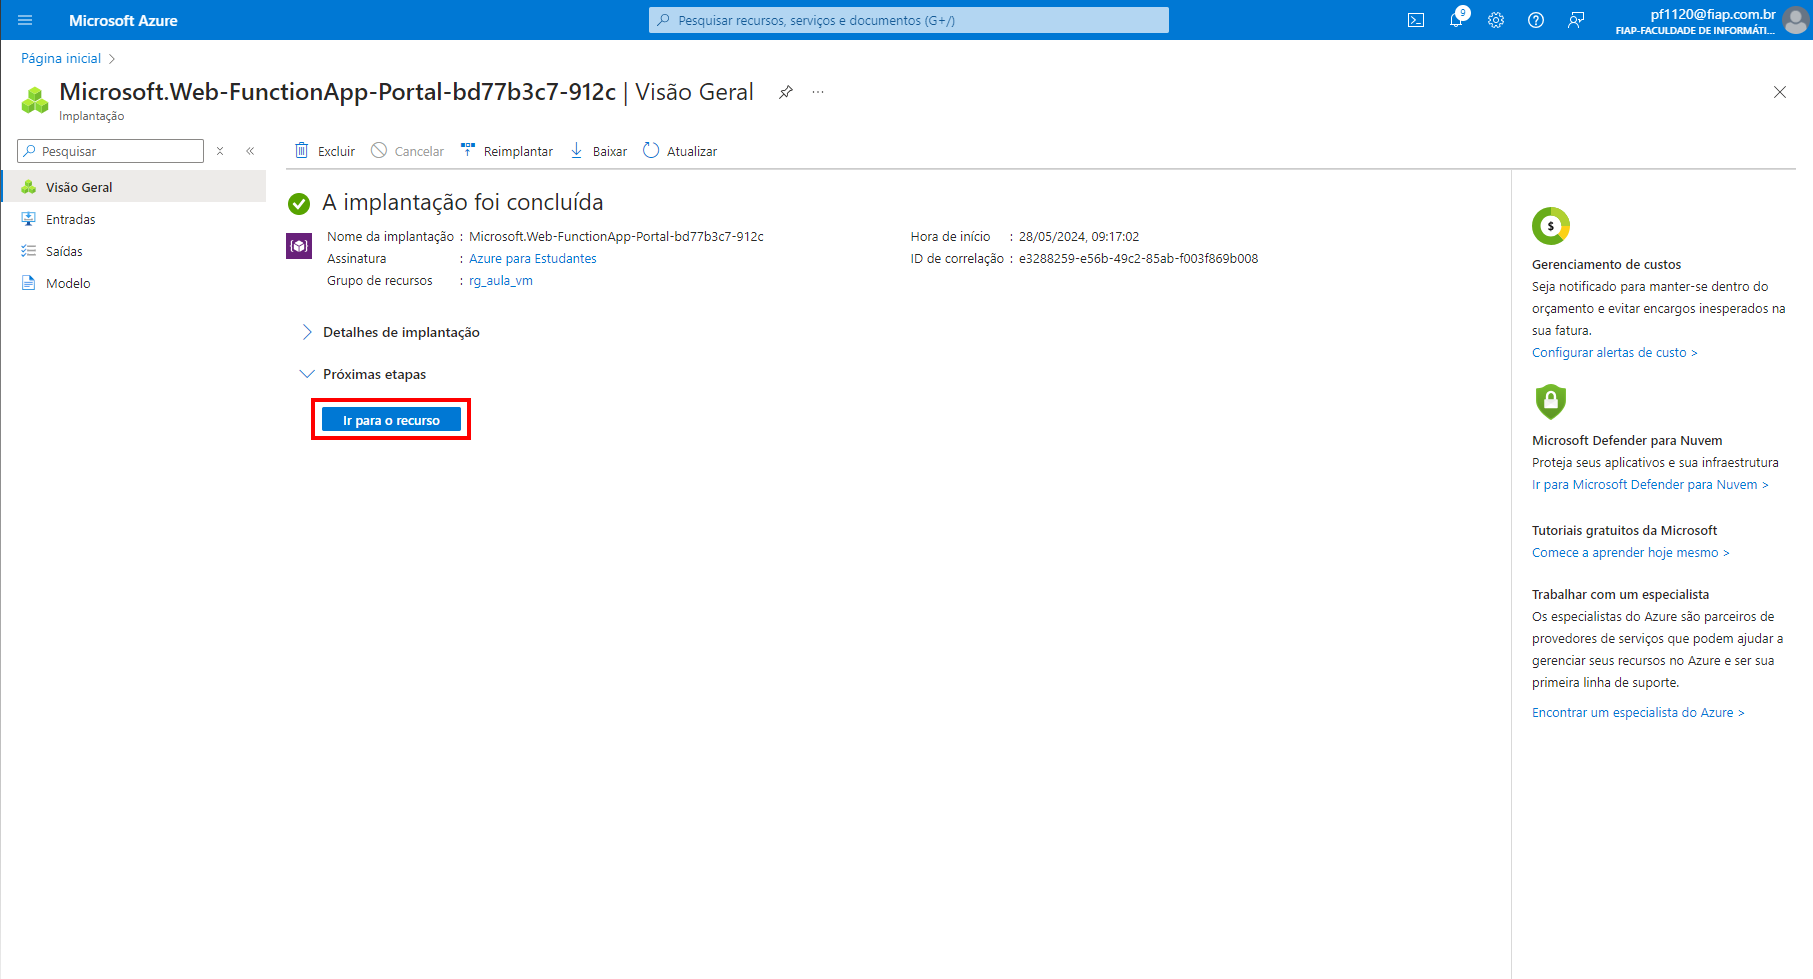 Microsoft Azure
Pesquisar recursos, serviços e documentos (G+/)
9
pf1120@fiap.com.br
FIAP-FACULDADE DE INFORMÁTI...
Página inicial
Microsoft.Web-FunctionApp-Portal-bd77b3c7-912c | Visão Geral
Implantação
Pesquisar
Visão Geral
Entradas
Saídas
Modelo
Excluir Cancelar Reimplantar Baixar Atualizar
A implantação foi concluída
Nome da implantação : Microsoft.Web-FunctionApp-Portal-bd77b3c7-912c
Assinatura : Azure para Estudantes
Grupo de recursos : rg_aula_vm
Hora de início : 28/05/2024, 09:17:02
ID de correlação : e3288259-e56b-49c2-85ab-f003f869b008
Detalhes de implantação
Próximas etapas
Ir para o recurso
$
Gerenciamento de custos
Seja notificado para manter-se dentro do
orçamento e evitar encargos inesperados na
sua fatura.
Configurar alertas de custo >
Microsoft Defender para Nuvem
Proteja seus aplicativos e sua infraestrutura
Ir para Microsoft Defender para Nuvem >
Tutoriais gratuitos da Microsoft
Comece a aprender hoje mesmo >
Trabalhar com um especialista
Os especialistas do Azure são parceiros de
provedores de serviços que podem ajudar a
gerenciar seus recursos no Azure e ser sua
primeira linha de suporte.
Encontrar um especialista do Azure >